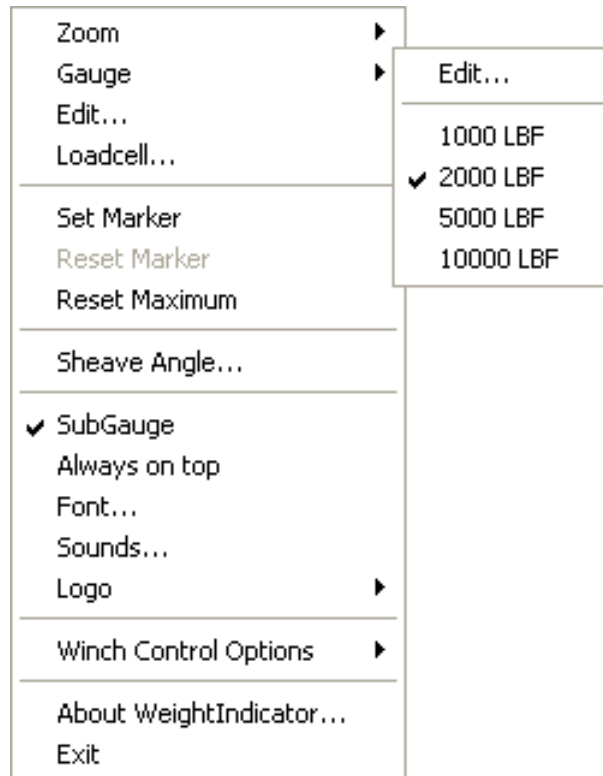 Zoom
Gauge
Edit...
Loadcell...
Set Marker
Reset Marker
Reset Maximum
Sheave Angle...
SubGauge
Always on top
Font...
Sounds...
Logo
Winch Control Options
About WeightIndicator...
Exit
Edit...
1000 LBF
2000 LBF
5000 LBF
10000 LBF